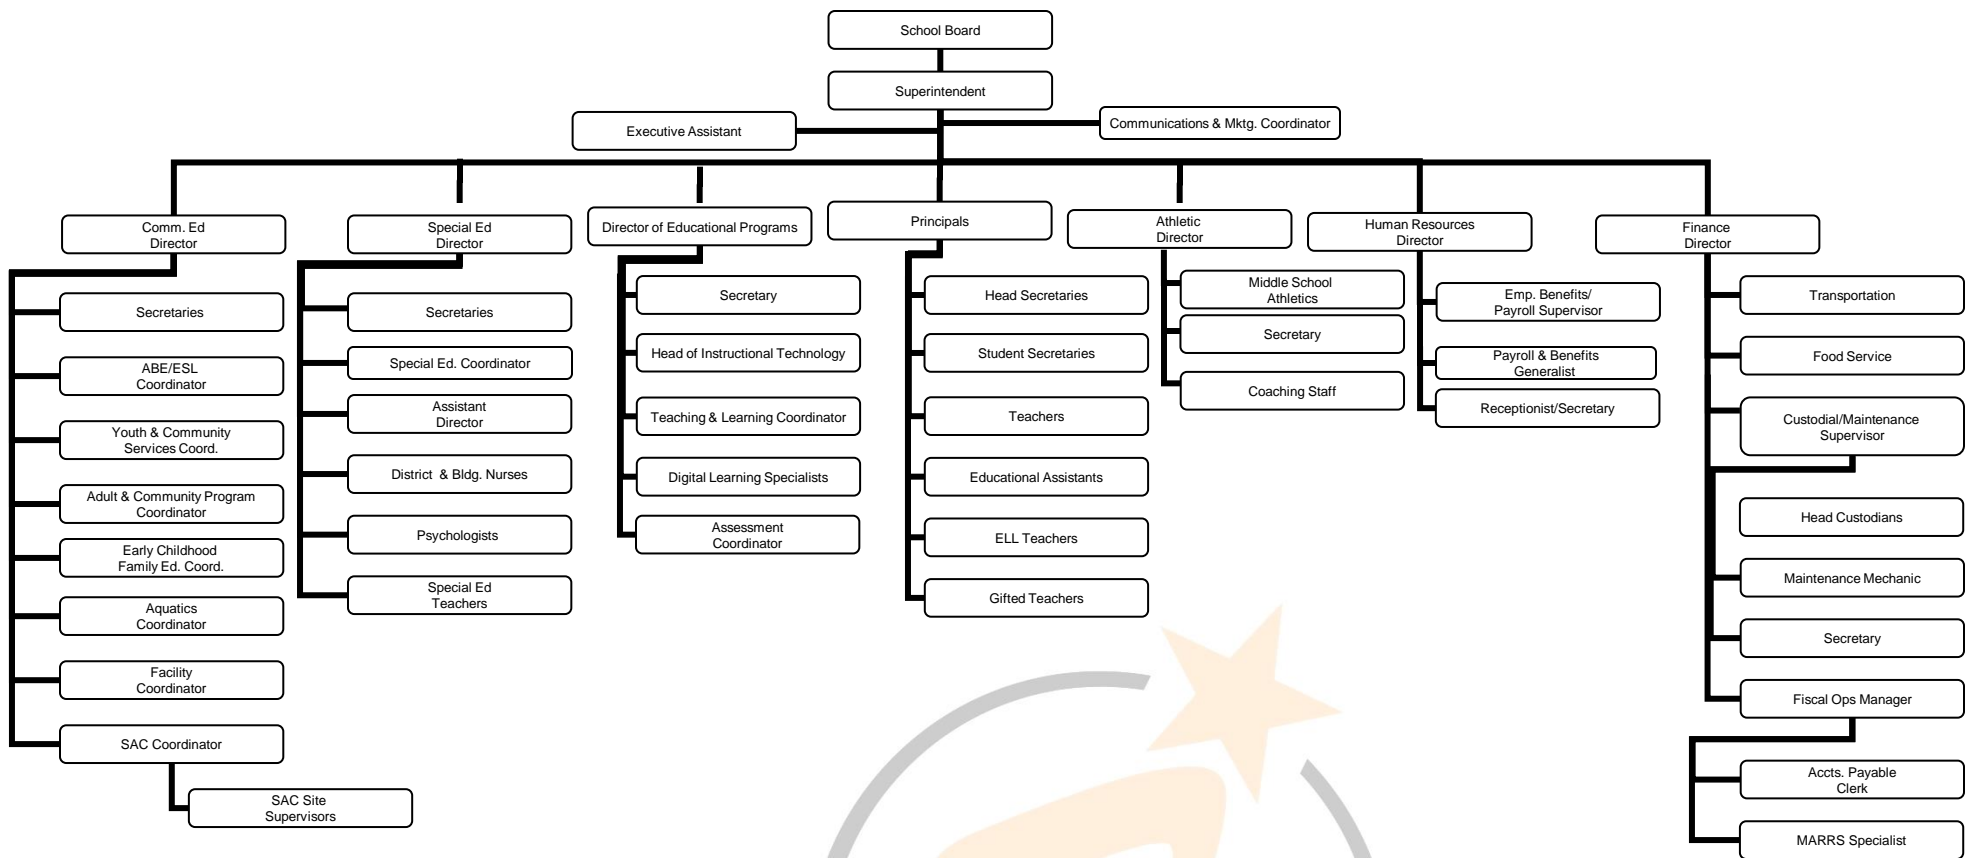 School Board
Superintendent
Executive Assistant
Communications & Mktg. Coordinator
Comm. Ed
Director
Secretaries
ABE/ESL
Coordinator
Youth & Community
Services Coord.
Adult & Community Program
Coordinator
Early Childhood
Family Ed. Coord.
Aquatics
Coordinator
Facility
Coordinator
SAC Coordinator
SAC Site
Supervisors
Special Ed
Director
Secretaries
Special Ed. Coordinator
Assistant
Director
District & Bldg. Nurses
Psychologists
Special Ed
Teachers
Director of Educational Programs
Secretary
Head of Instructional Technology
Teaching & Learning Coordinator
Digital Learning Specialists
Assessment
Coordinator
Principals
Head Secretaries
Student Secretaries
Teachers
Educational Assistants
ELL Teachers
Gifted Teachers
Athletic
Director
Middle School
Athletics
Secretary
Coaching Staff
Human Resources
Director
Emp. Benefits/
Payroll Supervisor
Payroll & Benefits
Generalist
Receptionist/Secretary
Finance
Director
Transportation
Food Service
Custodial/Maintenance
Supervisor
Head Custodians
Maintenance Mechanic
Secretary
Fiscal Ops Manager
Accts. Payable
Clerk
MARRS Specialist